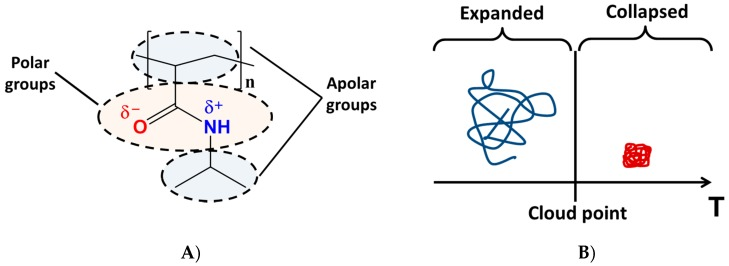 Polar
groups
δ−
δ+
O
NH
n
Apolar
groups
A)
Expanded
Collapsed
Cloud point
T
B)